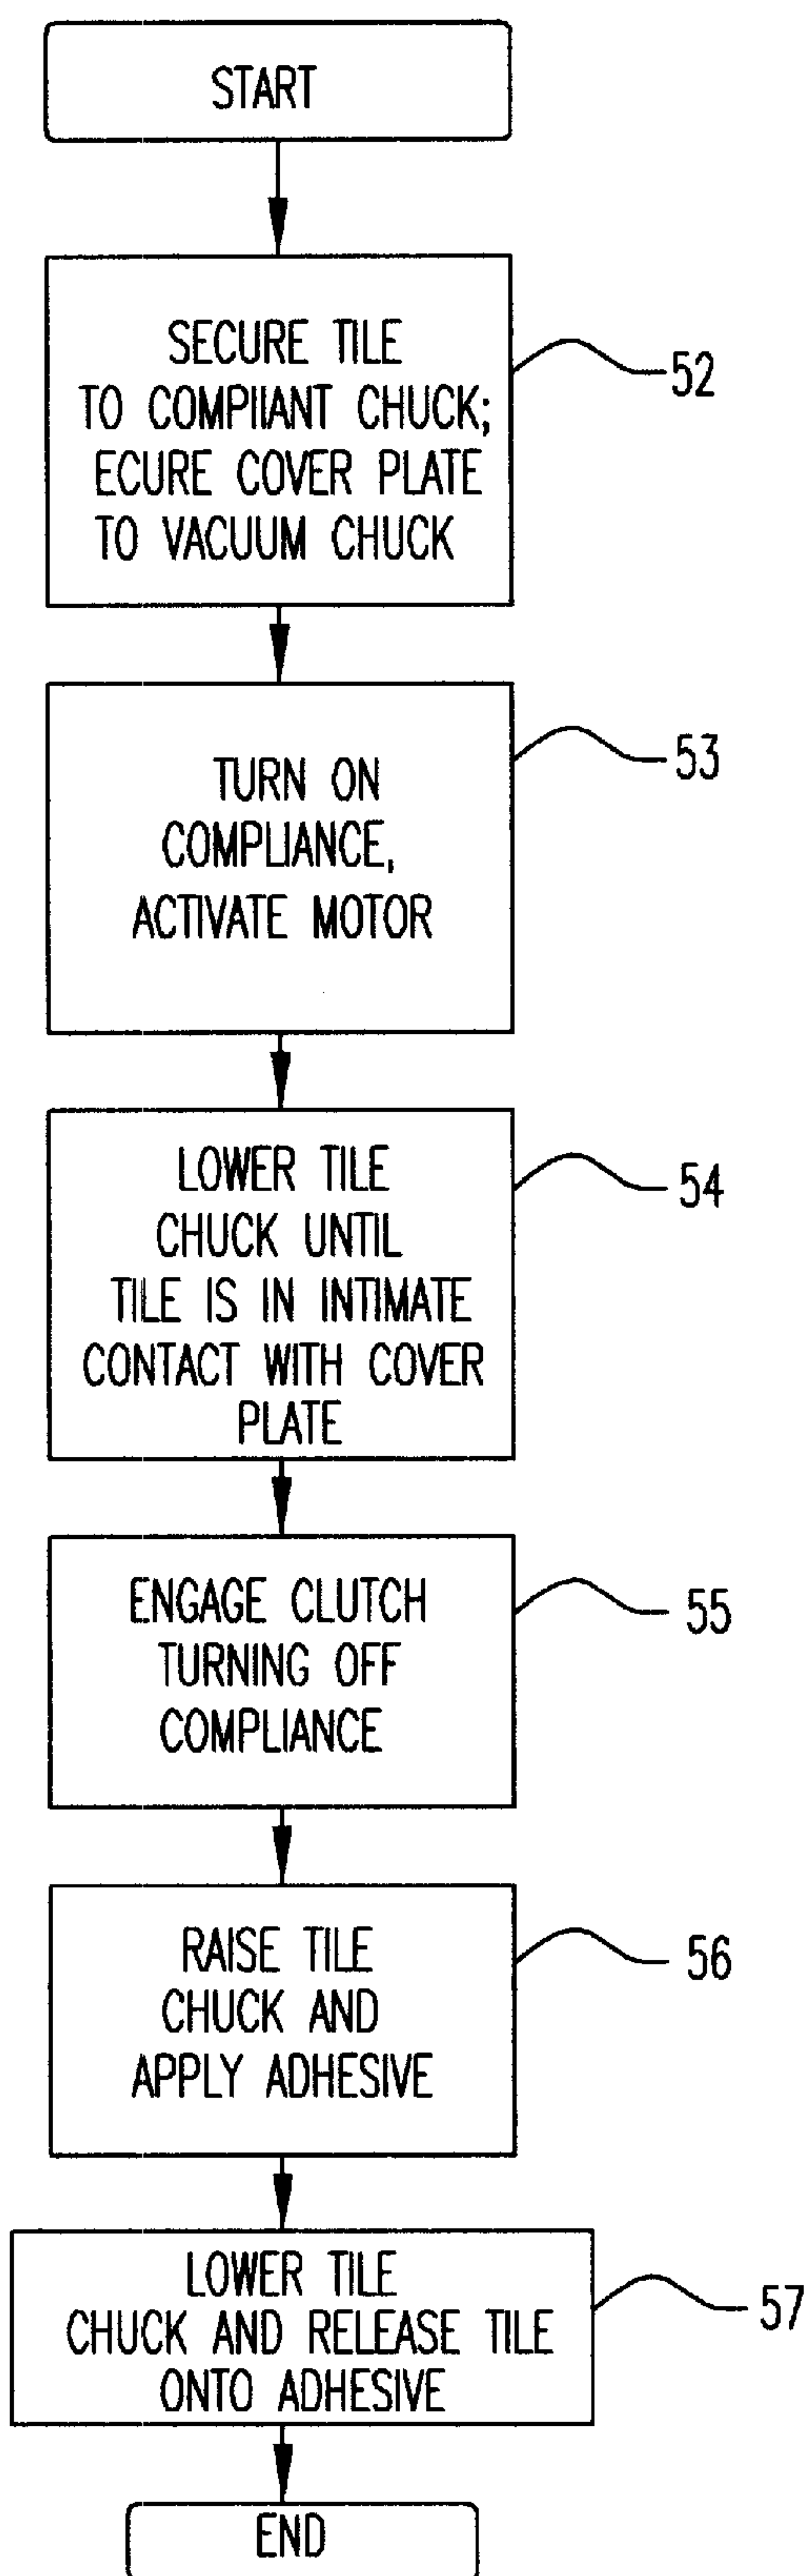 START
SECURE TILE
TO COMPIIANT CHUCK;
ECURE COVER PLATE
TO VACUUM CHUCK
52
TURN ON
COMPLIANCE,
ACTIVATE MOTOR
53
LOWER TILE
CHUCK UNTIL
TILE IS IN INTIMATE
CONTACT WITH COVER
PLATE
54
ENGAGE CLUTCH
TURNING OFF
COMPLIANCE
55
RAISE TILE
CHUCK AND
APPLY ADHESIVE
56
LOWER TILE
CHUCK AND RELEASE TILE
ONTO ADHESIVE
57
END